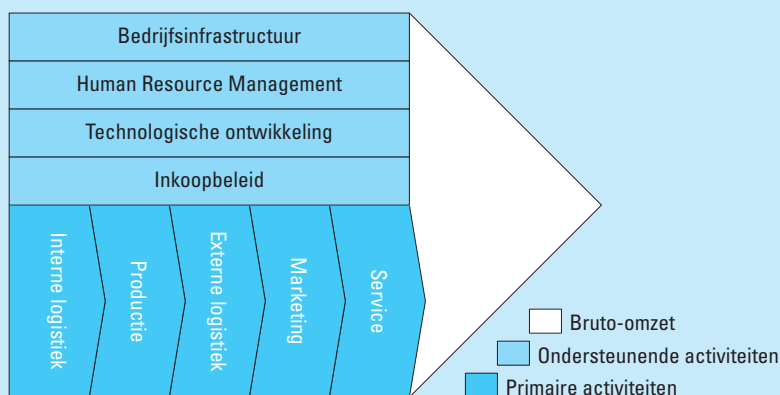 Bedrijfsinfrastructuur
Human Resource Management
Technologische ontwikkeling
Inkoopbeleid
Interne logistiek
Productie
Externe logistiek
Marketing
Service
Bruto-omzet
Ondersteunende activiteiten
Primaire activiteiten